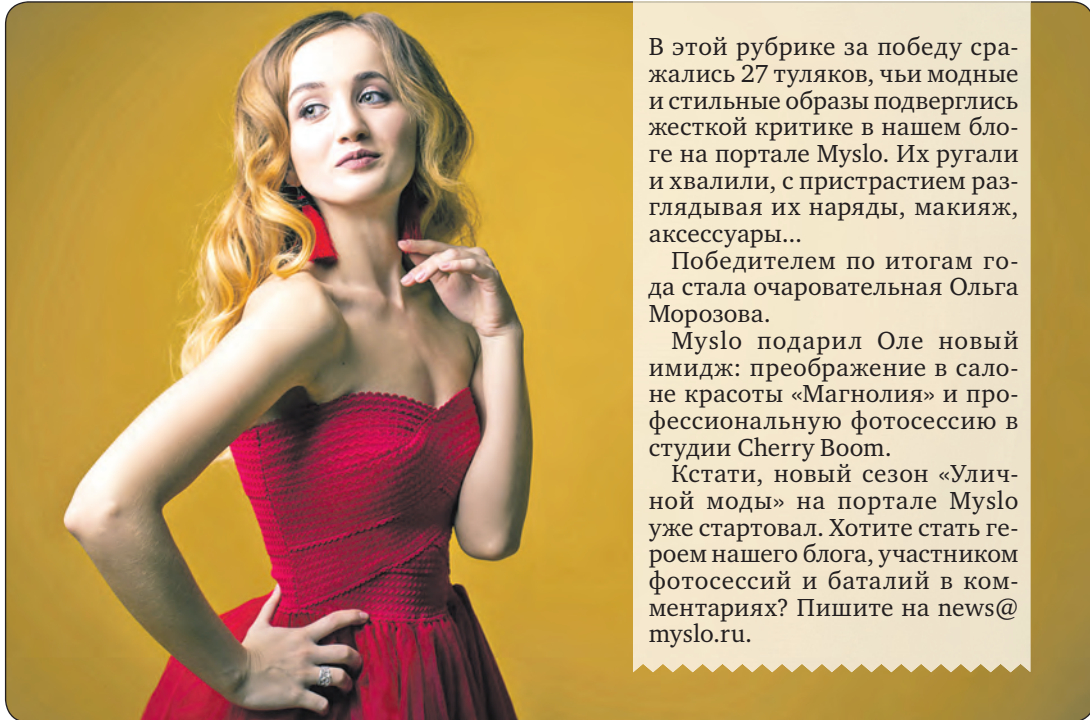 В этой рубрике за победу сра-
жались 27 туляков, чьи модные
и стильные образы подверглись
жесткой критике в нашем бло-
ге на портале Myslo. Их ругали
и хвалили, с пристрастием раз-
глядывая их наряды, макияж,
аксессуары...
Победителем по итогам го-
да стала очаровательная Ольга
Морозова.
Myslo подарил Оле новый
имидж: преображение в сало-
не красоты «Магнолия» и про-
фессиональную фотосессию в
студии Cherry Boom.
Кстати, новый сезон «Улич-
ной моды» на портале Myslo
уже стартовал. Хотите стать ге-
роем нашего блога, участником
фотосессий и баталий в ком-
ментариях? Пишите на news@
myslo.ru.